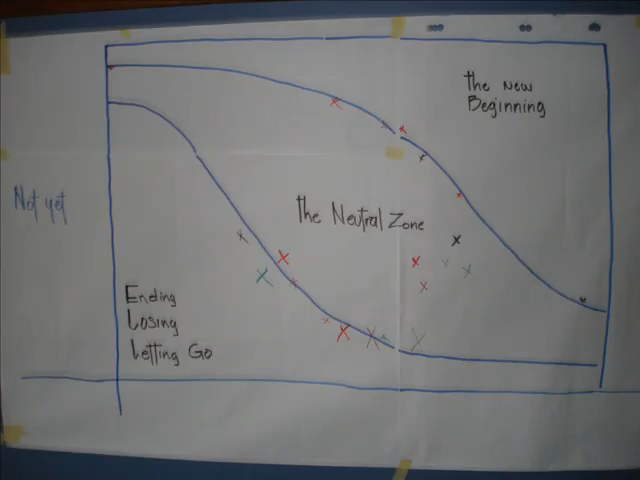 the New
Beginning
Not yet
the Neutral Zone
Ending
Losing
Letting Go